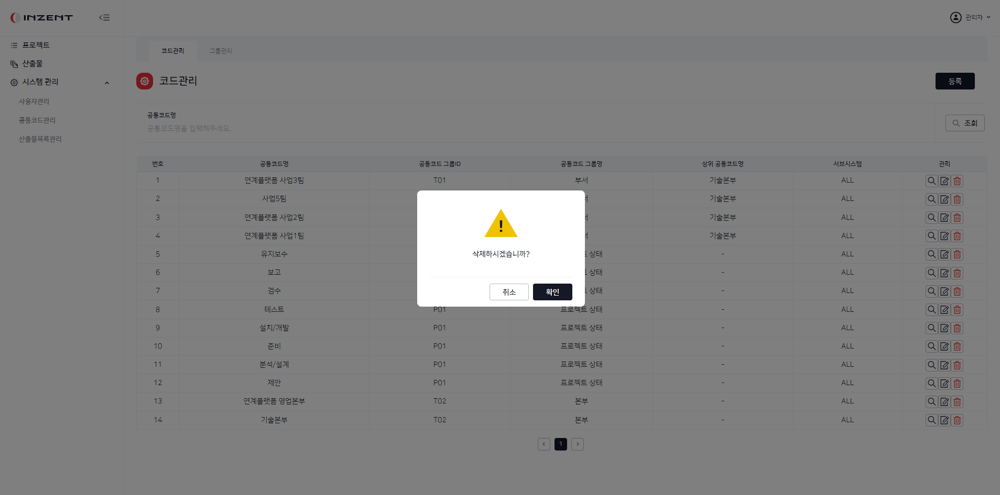 INZENT
관리자
프로젝트
산출물
시스템 관리
사용자관리
공통코드관리
산출물목록관리
코드관리 그룹관리
코드관리
등록
공통코드명
공통코드명을 입력해주세요.
조회
번호 공통코드명 공통코드 그룹ID 공통코드 그룹명 상위 공통코드명 서브시스템 관리
1 연계플랫폼 사업3팀 T01 부서 기술본부 ALL
2 사업5팀 서 기술본부 ALL
3 연계플랫폼 사업2팀 서 기술본부 ALL
4 연계플랫폼 사업1팀 서 기술본부 ALL
5 유지보수 트 상태 - ALL
6 보고 트 상태 - ALL
7 검수 트 상태 - ALL
8 테스트 P01 프로젝트 상태 - ALL
9 설치/개발 P01 프로젝트 상태 - ALL
10 준비 P01 프로젝트 상태 - ALL
11 분석/설계 P01 프로젝트 상태 - ALL
12 제안 P01 프로젝트 상태 - ALL
13 연계플랫폼 영업본부 T02 본부 - ALL
14 기술본부 T02 본부 - ALL
< 1 >
!
삭제하시겠습니까?
취소 확인